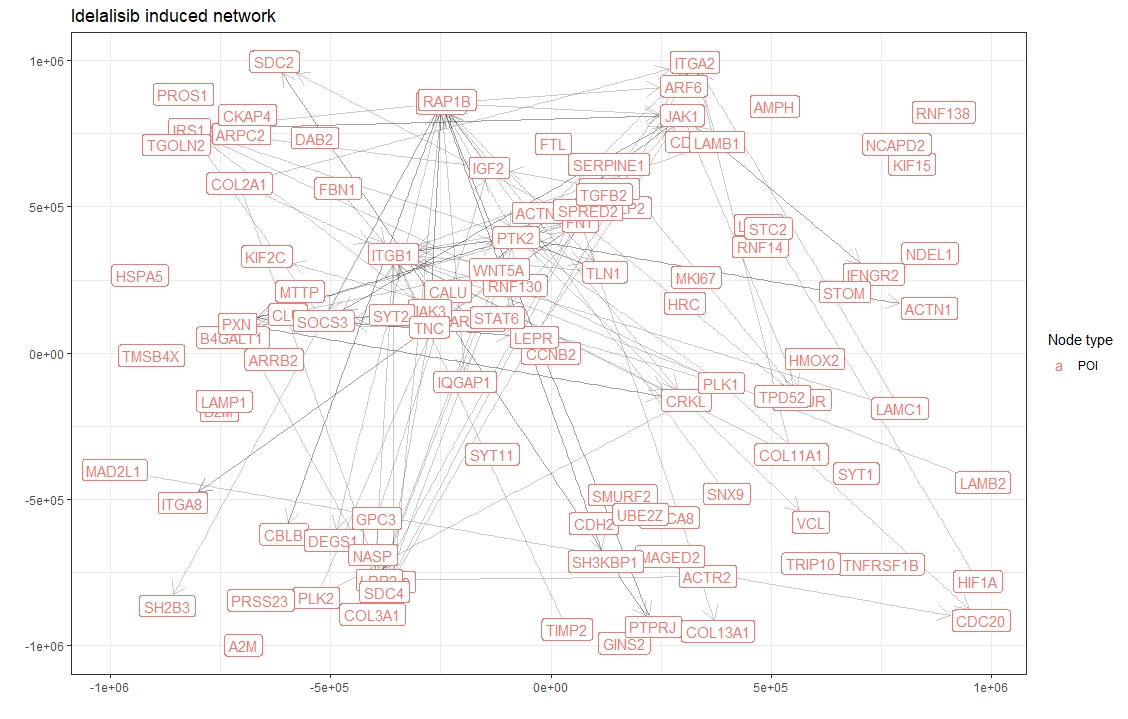 Idelalisib induced network
1e+06
5e+05
0e+00
-5e+05
-1e+06
SDC2
ITGA2
PROS1
RAP1B
ARF6
AMPH
RNF138
CKAP4
JAK1
IRS1
ARPC2
DAB2
TGOLN2
FTL
LAMB1
NCAPD2
IGF2
SERPINE1
KIF15
COL2A1
FBN1
TGFB2
SPRED2
PTK2
STC2
RNF14
KIF2C
ITGB1
NDEL1
HSPA5
WNT5A
TLN1
MKI67
IFNGR2
MTTP
CALU
RNF130
STOM
HRC
ACTN1
PXN
SOCS3
SYT2
JAK3
TNC
STAT6
B4GALT1
LEPR
TMSB4X
ARRB2
CCNB2
HMOX2
IQGAP1
PLK1
LAMP1
B2M
CRKL
TPD52
LAMC1
MAD2L1
SYT11
COL11A1
SYT1
LAMB2
ITGA8
SMURF2
SNX9
GPC3
CDH2
UBE2Z
VCL
CBLB
DEGS1
NASP
SH3KBP1
MAGED2
TRIP10
TNFRSF1B
ACTR2
HIF1A
SDC4
SH2B3
PRSS23
PLK2
COL3A1
CDC20
TIMP2
PTPRJ
COL13A1
A2M
GINS2
-1e+06
-5e+05
0e+00
5e+05
1e+06
Node type
a POI